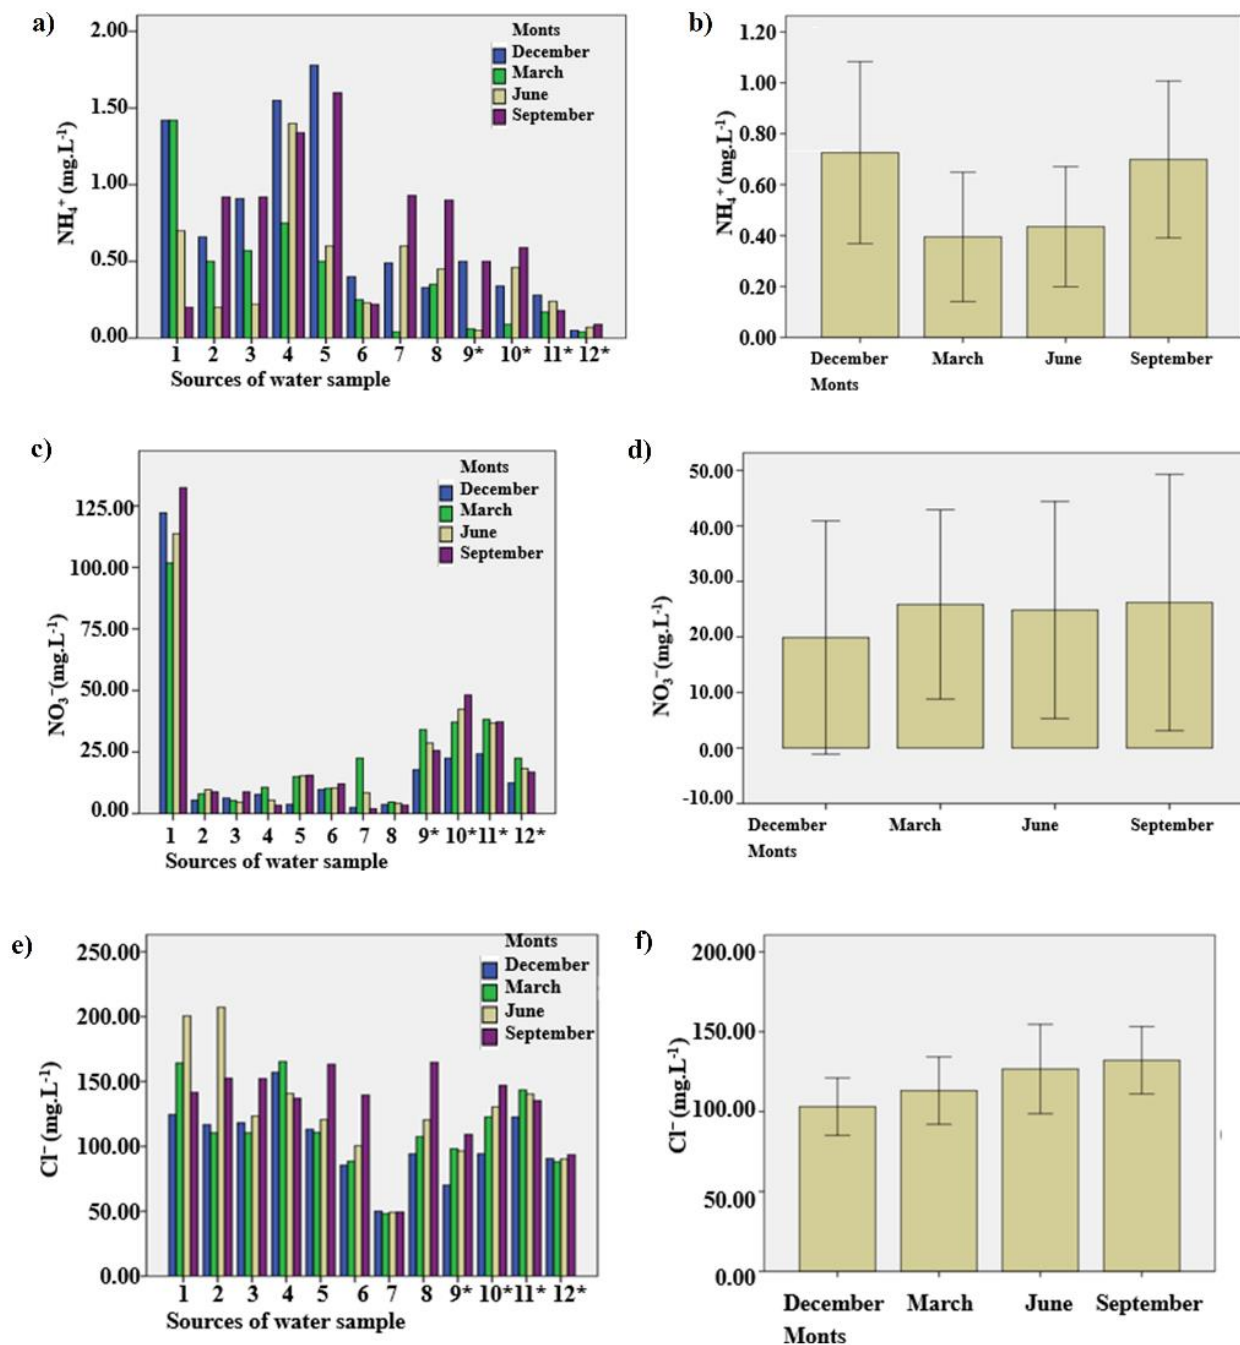 a)
Monts
December
March
June
September
NH₄⁺ (mg.L⁻¹)
2.00
1.50
1.00
0.50
0.00
1 2 3 4 5 6 7 8 9* 10* 11* 12*
Sources of water sample
b)
NH₄⁺ (mg.L⁻¹)
1.20
1.00
0.80
0.60
0.40
0.20
0.00
December March June September
Monts
c)
Monts
December
March
June
September
NO₃⁻(mg.L⁻¹)
125.00
100.00
75.00
50.00
25.00
0.00
1 2 3 4 5 6 7 8 9* 10* 11* 12*
Sources of water sample
d)
NO₃⁻(mg.L⁻¹)
50.00
40.00
30.00
20.00
10.00
0.00
-10.00
December March June September
Monts
e)
Monts
December
March
June
September
Cl⁻ (mg.L⁻¹)
250.00
200.00
150.00
100.00
50.00
0.00
1 2 3 4 5 6 7 8 9* 10* 11* 12*
Sources of water sample
f)
Cl⁻ (mg.L⁻¹)
200.00
150.00
100.00
50.00
0.00
December March June September
Monts